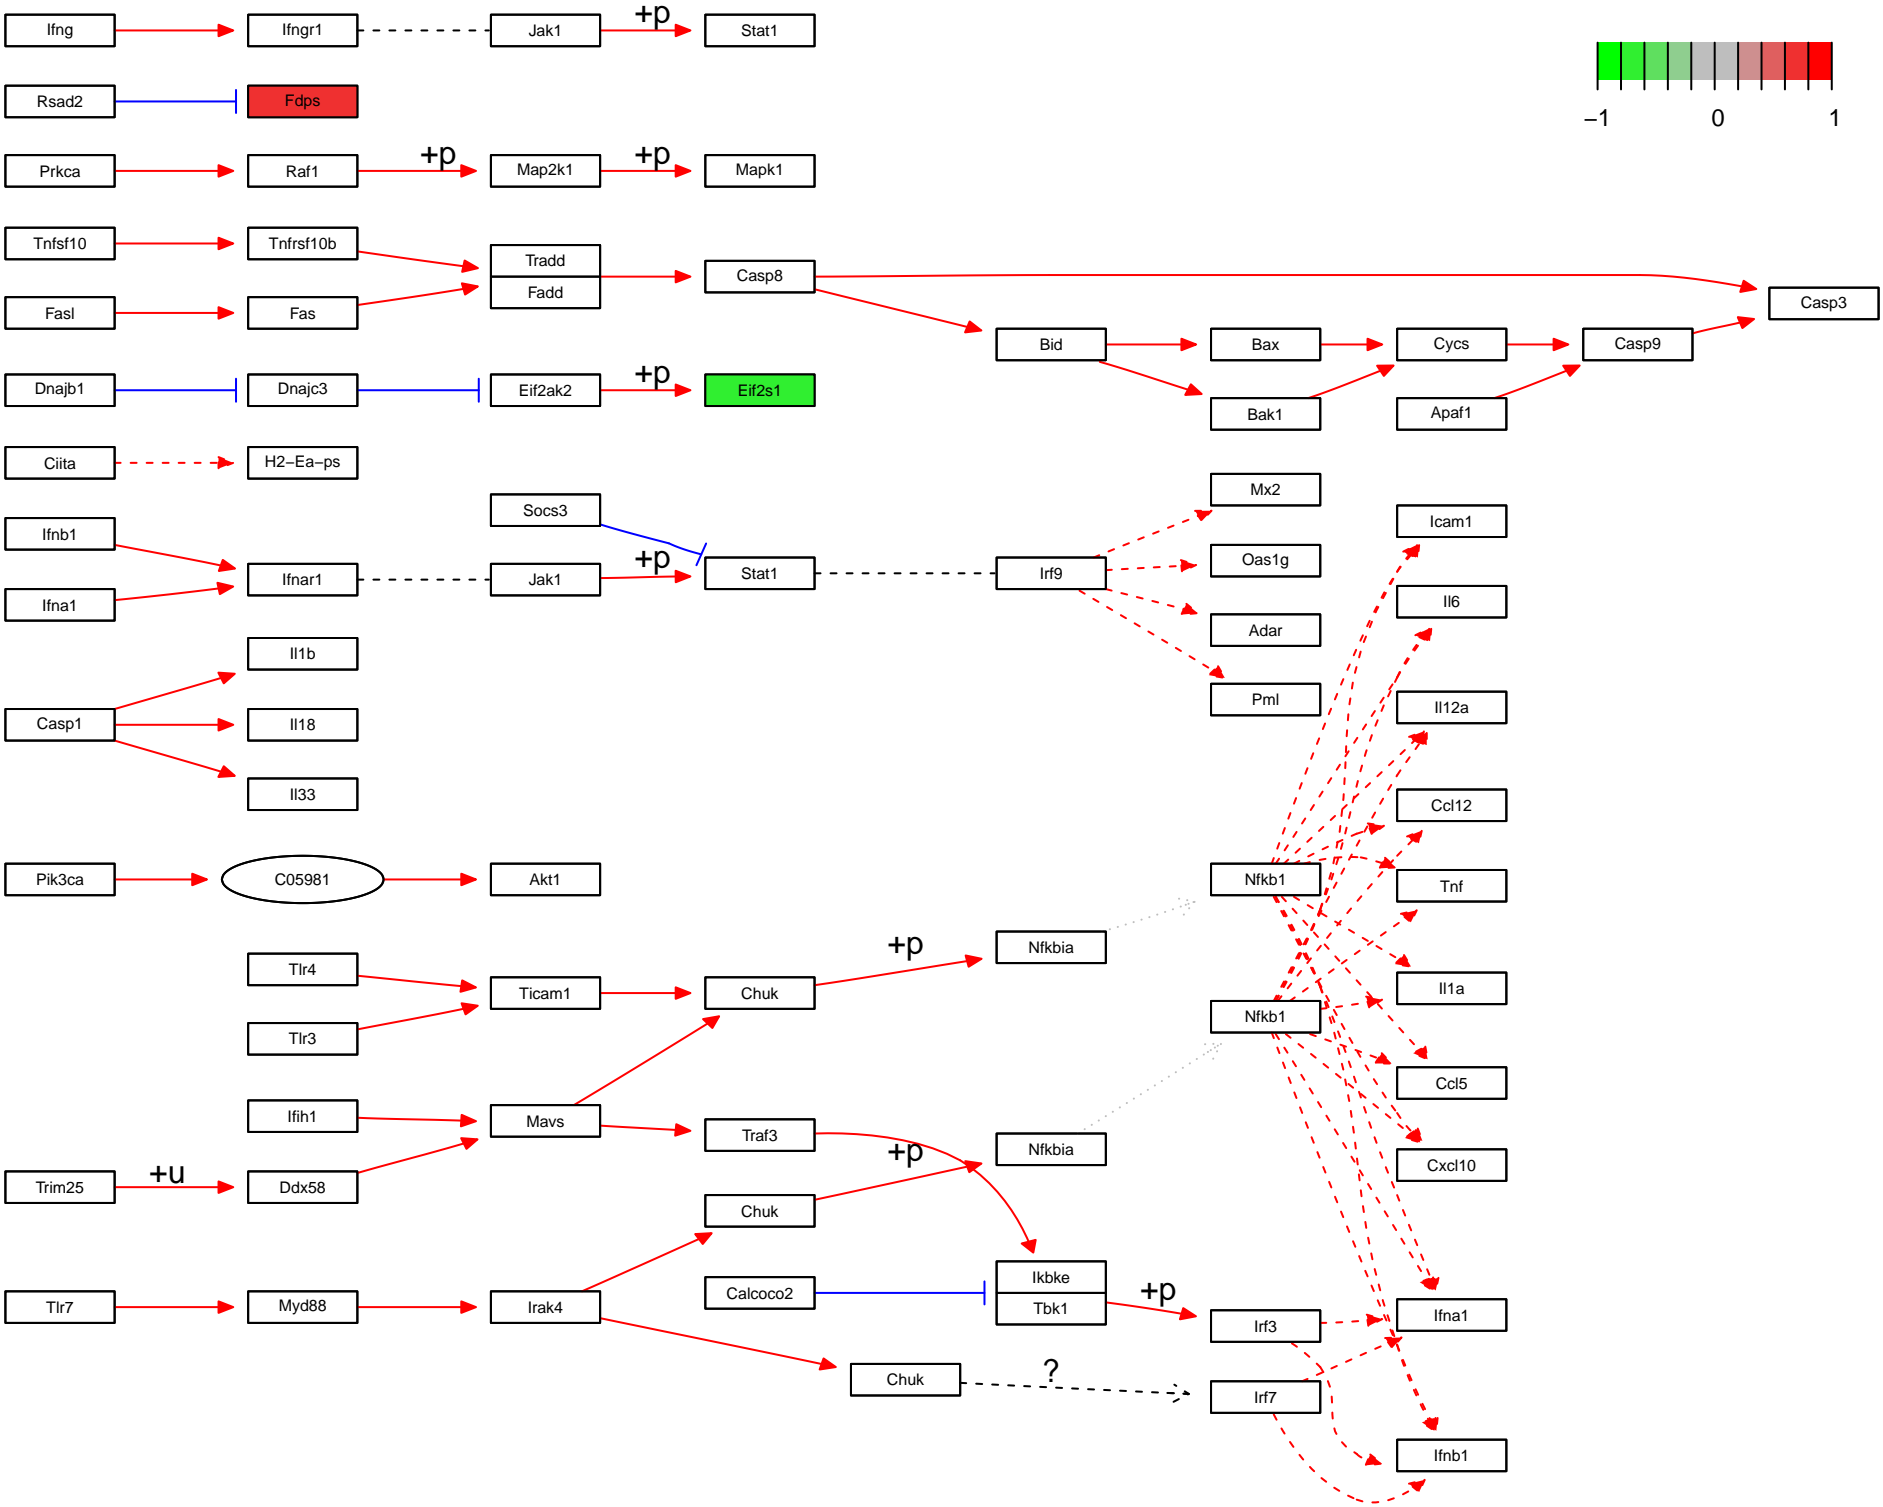 Ifng
Ifngr1
Jak1
+p
Stat1
Rsad2
Fdps
−1
0
1
Prkca
Raf1
+p
Map2k1
+p
Mapk1
Tnfsf10
Tnfrsf10b
Tradd
Fadd
Casp8
Fasl
Fas
Casp3
Bid
Bax
Cycs
Casp9
Dnajb1
Dnajc3
Eif2ak2
+p
Eif2s1
Bak1
Apaf1
Ciita
H2−Ea−ps
Mx2
Socs3
Icam1
Ifnb1
Ifnar1
Jak1
+p
Stat1
Irf9
Oas1g
Ifna1
Il6
Adar
Il1b
Pml
Il12a
Casp1
Il18
Il33
Ccl12
Pik3ca
C05981
Akt1
Nfkb1
Tnf
+p
Nfkbia
Tlr4
Ticam1
Chuk
Il1a
Tlr3
Nfkb1
Ccl5
Ifih1
Mavs
Traf3
+p
Nfkbia
Cxcl10
Trim25
+u
Ddx58
Chuk
Ikbke
Tbk1
+p
Calcoco2
Tlr7
Myd88
Irak4
Irf3
Ifna1
Chuk
?
Irf7
Ifnb1